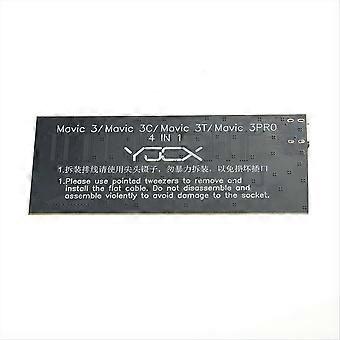 Mavic 3/Mavic 3C/Mavic 3T/Mavic 3PRO
4 IN 1
YJCX
1.拆装排线请使用尖头镊子，勿暴力拆装，以免损坏插口
1.Please use pointed tweezers to remove and
install the flat cable. Do not disassemble and
assemble violently to avoid damage to the socket.